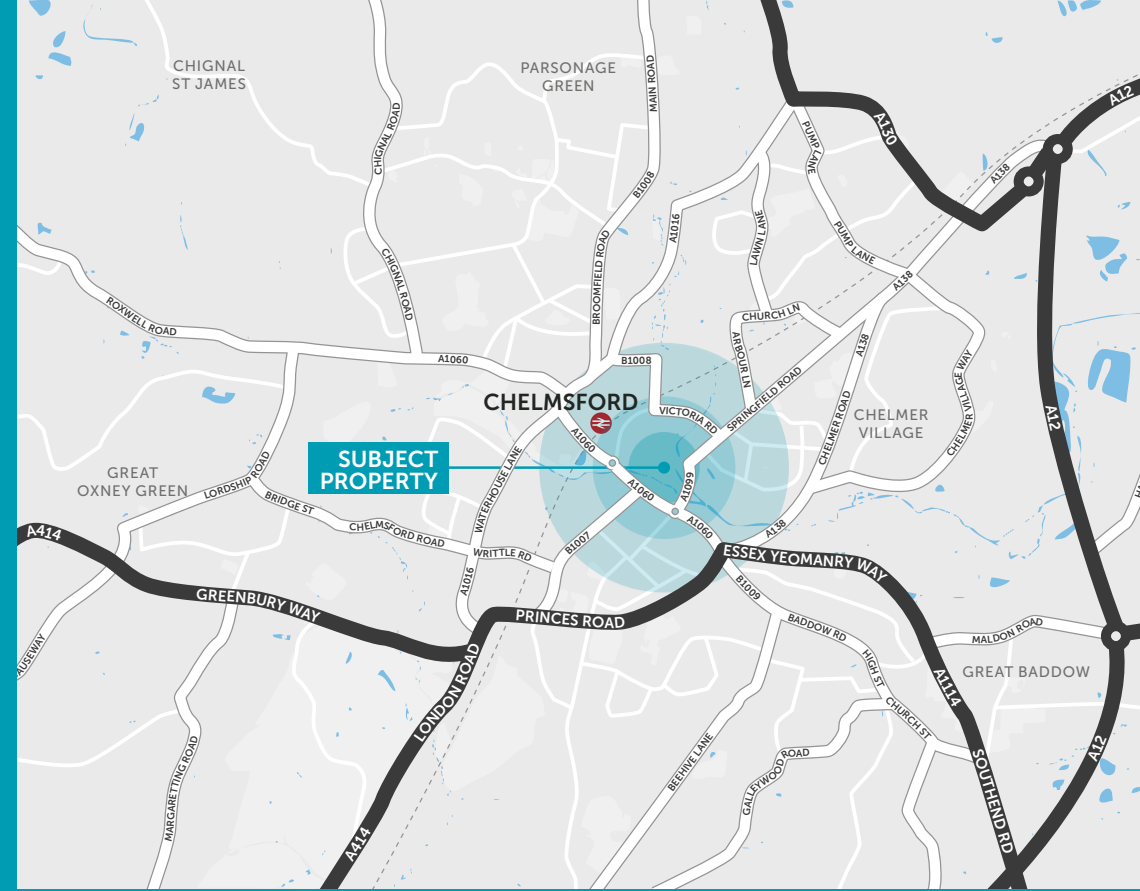 CHIGNAL
ST JAMES
PARSONAGE
GREEN
MAIN ROAD
A12
CHIGNAL ROAD
A130
PUMP LANE
A138
B1008
A1016
LAWN LANE
PUMP LANE
CHIGNAL ROAD
BROOMFIELD ROAD
A138
ROXWELL ROAD
CHURCH LN
A1060
B1008
ARBOUR LN
A138
CHELMER VILLAGE WAY
CHELMSFORD
SPRINGFIELD ROAD
VICTORIA RD
CHELMER
VILLAGE
A12
A1060
CHELMER ROAD
SUBJECT
PROPERTY
GREAT
OXNEY GREEN
LORDSHIP ROAD
WATERHOUSE LANE
A1060
A1099
BRIDGE ST
CHELMSFORD ROAD
A1060
A138
A414
WRITTLE RD
B1007
ESSEX YEOMANRY WAY
A1016
B1009
GREENBURY WAY
PRINCES ROAD
BADDOW RD
MALDON ROAD
AUSEWAY
HIGH ST
GREAT BADDOW
LONDON ROAD
A1114
CHURCH ST
MARGARETTING ROAD
BEEHIVE LANE
GALLEYWOOD ROAD
A12
SOUTHEND RD
A414